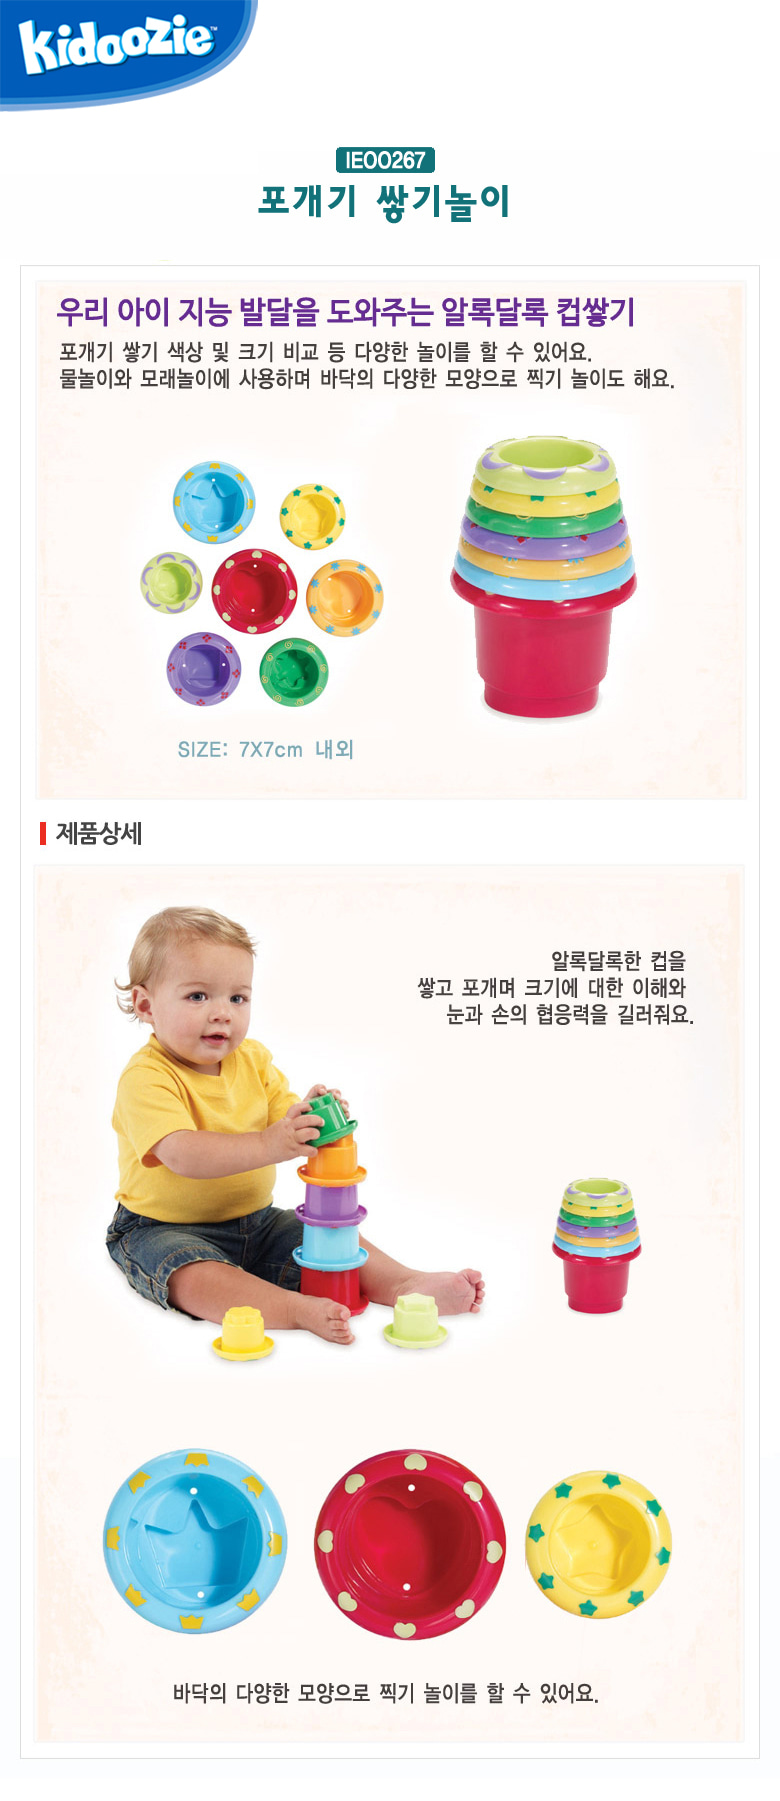 kidoozie™
IE00267
포개기 쌓기놀이
우리 아이 지능 발달을 도와주는 알록달록 컵쌓기
포개기 쌓기 색상 및 크기 비교 등 다양한 놀이를 할 수 있어요.
물놀이와 모래놀이에 사용하며 바닥의 다양한 모양으로 찍기 놀이도 해요.
SIZE: 7X7cm 내외
제품상세
알록달록한 컵을
쌓고 포개며 크기에 대한 이해와
눈과 손의 협응력을 길러줘요.
바닥의 다양한 모양으로 찍기 놀이를 할 수 있어요.